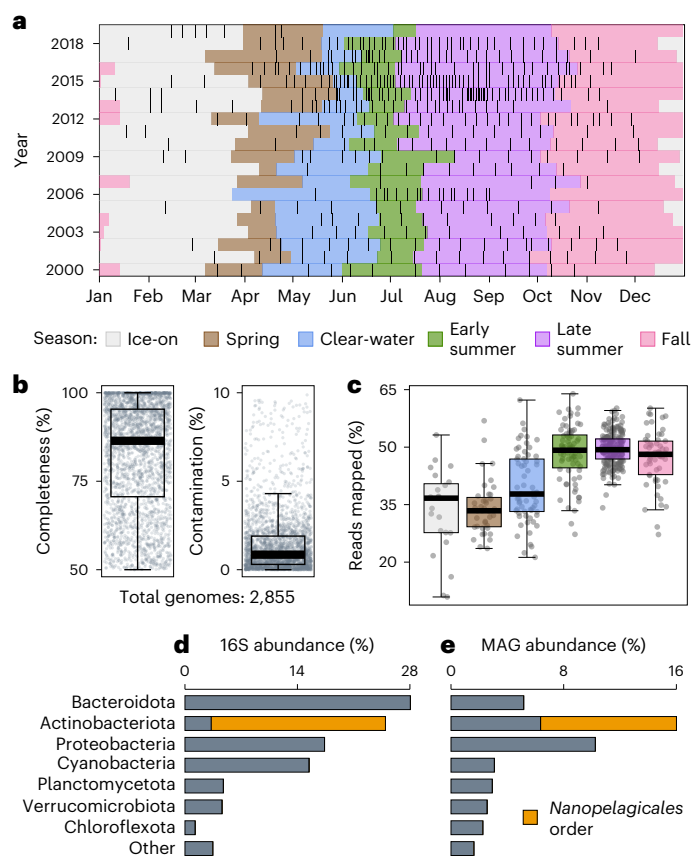 a
2018
2015
2012
2009
2006
2003
2000
Year
Jan Feb Mar Apr May Jun Jul Aug Sep Oct Nov Dec
Season: Ice-on Spring Clear-water Early summer Late summer Fall
b
100
75
50
Completeness (%)
10
5
0
Contamination (%)
Total genomes: 2,855
c
65
50
35
20
Reads mapped (%)
d
16S abundance (%)
0 14 28
Bacteroidota
Actinobacteriota
Proteobacteria
Cyanobacteria
Planctomycetota
Verrucomicrobiota
Chloroflexota
Other
e
MAG abundance (%)
0 8 16
Nanopelagicales
order